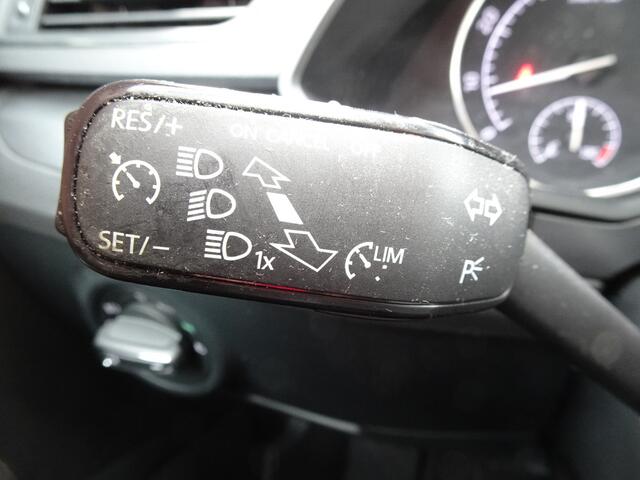 RES/+
ON CANCEL OFF
SET/–
1x
LIM
P